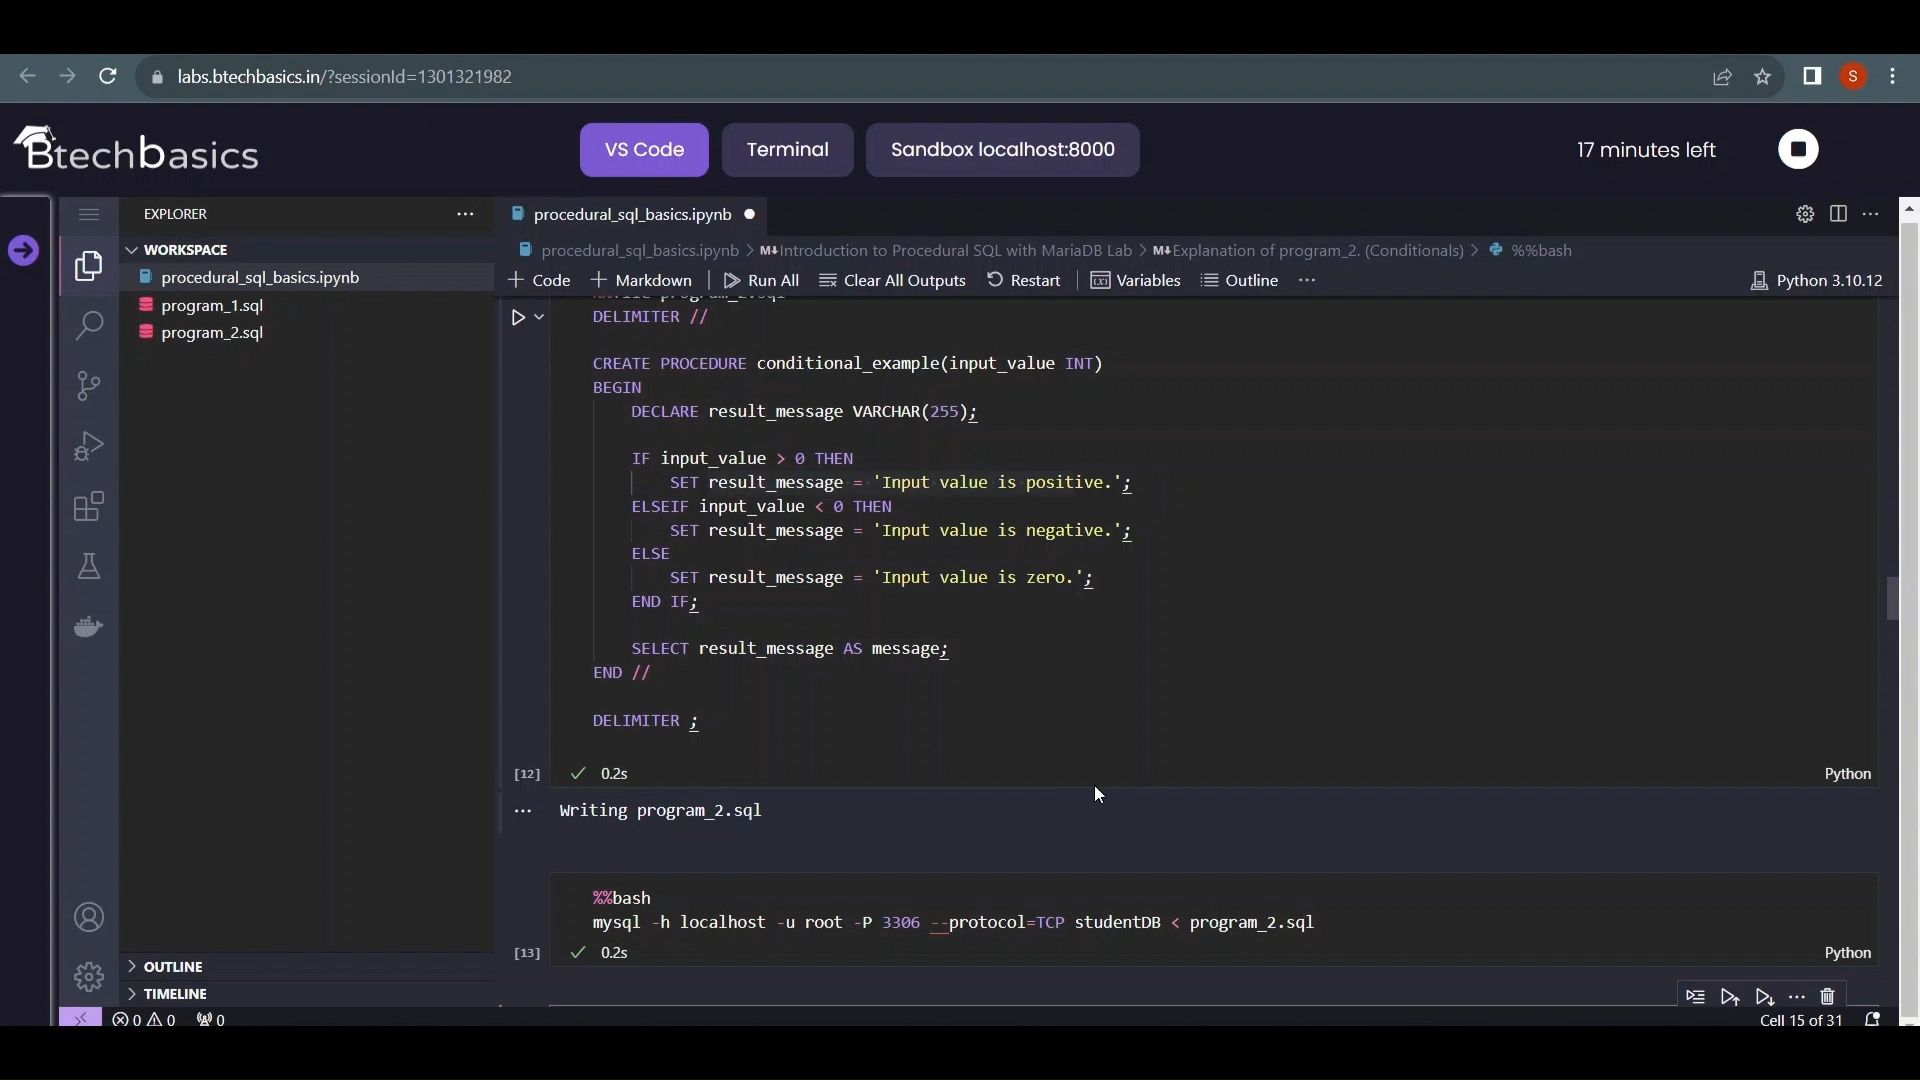 labs.btechbasics.in/?sessionId=1301321982
S
Btechbasics
VS Code
Terminal
Sandbox localhost:8000
17 minutes left
EXPLORER
WORKSPACE
procedural_sql_basics.ipynb
program_1.sql
program_2.sql
OUTLINE
TIMELINE
procedural_sql_basics.ipynb
procedural_sql_basics.ipynb > M↓Introduction to Procedural SQL with MariaDB Lab > M↓Explanation of program_2. (Conditionals) > %%bash
+ Code + Markdown | Run All Clear All Outputs Restart | Variables Outline ...
Python 3.10.12
DELIMITER //
CREATE PROCEDURE conditional_example(input_value INT)
BEGIN
DECLARE result_message VARCHAR(255);
IF input_value > 0 THEN
SET result_message = 'Input value is positive.';
ELSEIF input_value < 0 THEN
SET result_message = 'Input value is negative.';
ELSE
SET result_message = 'Input value is zero.';
END IF;
SELECT result_message AS message;
END //
DELIMITER ;
[12] ✓ 0.2s
Python
... Writing program_2.sql
%%bash
mysql -h localhost -u root -P 3306 --protocol=TCP studentDB < program_2.sql
[13] ✓ 0.2s
Python
0 0 0
Cell 15 of 31